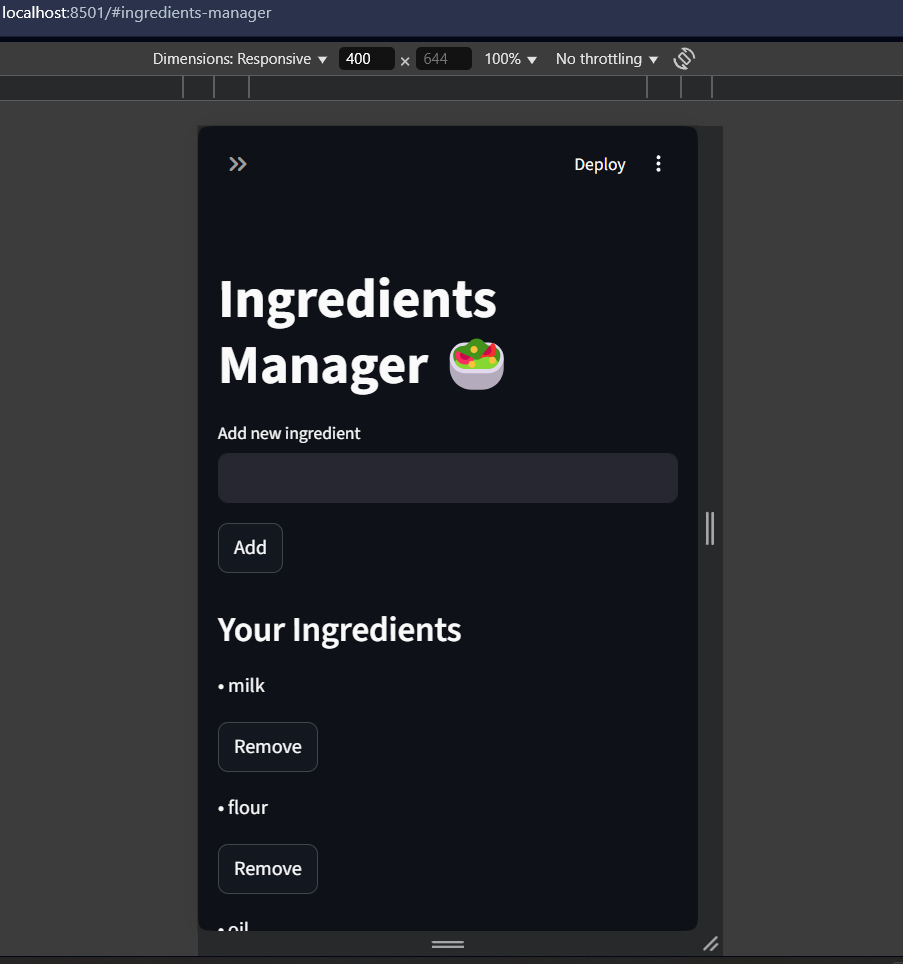 localhost:8501/#ingredients-manager
Dimensions: Responsive ▼ 400 × 644 100% ▼ No throttling ▼
Deploy
Ingredients
Manager 🥗
Add new ingredient
Add
Your Ingredients
• milk
Remove
• flour
Remove
• oil